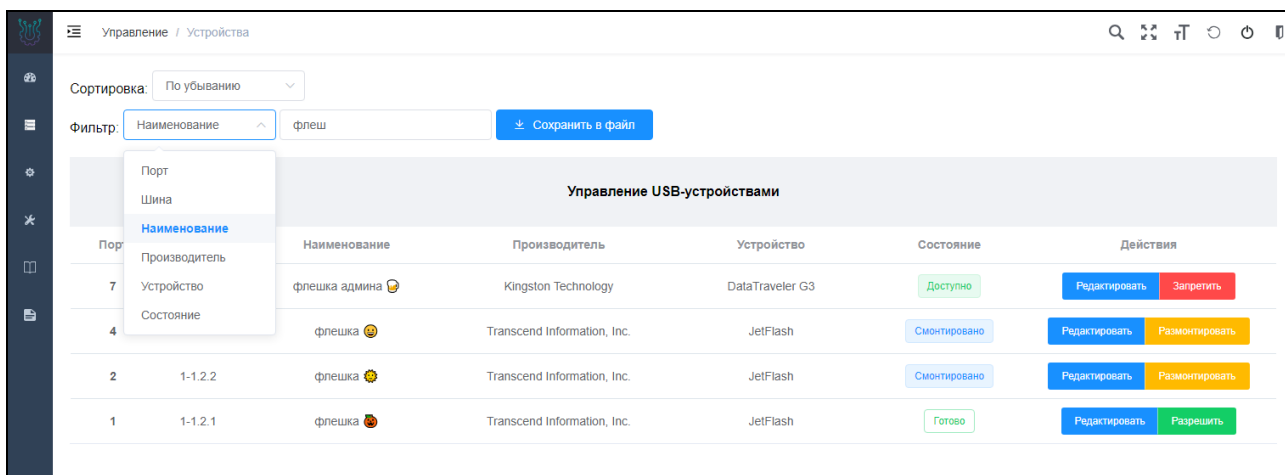 Управление / Устройства
Сортировка: По убыванию
Фильтр: Наименование флеш Сохранить в файл
Порт
Шина
Наименование
Производитель
Устройство
Состояние
Управление USB-устройствами
Наименование Производитель Устройство Состояние Действия
7 флешка админа 🍺 Kingston Technology DataTraveler G3 Доступно Редактировать Запретить
4 флешка 😀 Transcend Information, Inc. JetFlash Смонтировано Редактировать Размонтировать
2 1-1.2.2 флешка 🌞 Transcend Information, Inc. JetFlash Смонтировано Редактировать Размонтировать
1 1-1.2.1 флешка 🎃 Transcend Information, Inc. JetFlash Готово Редактировать Разрешить